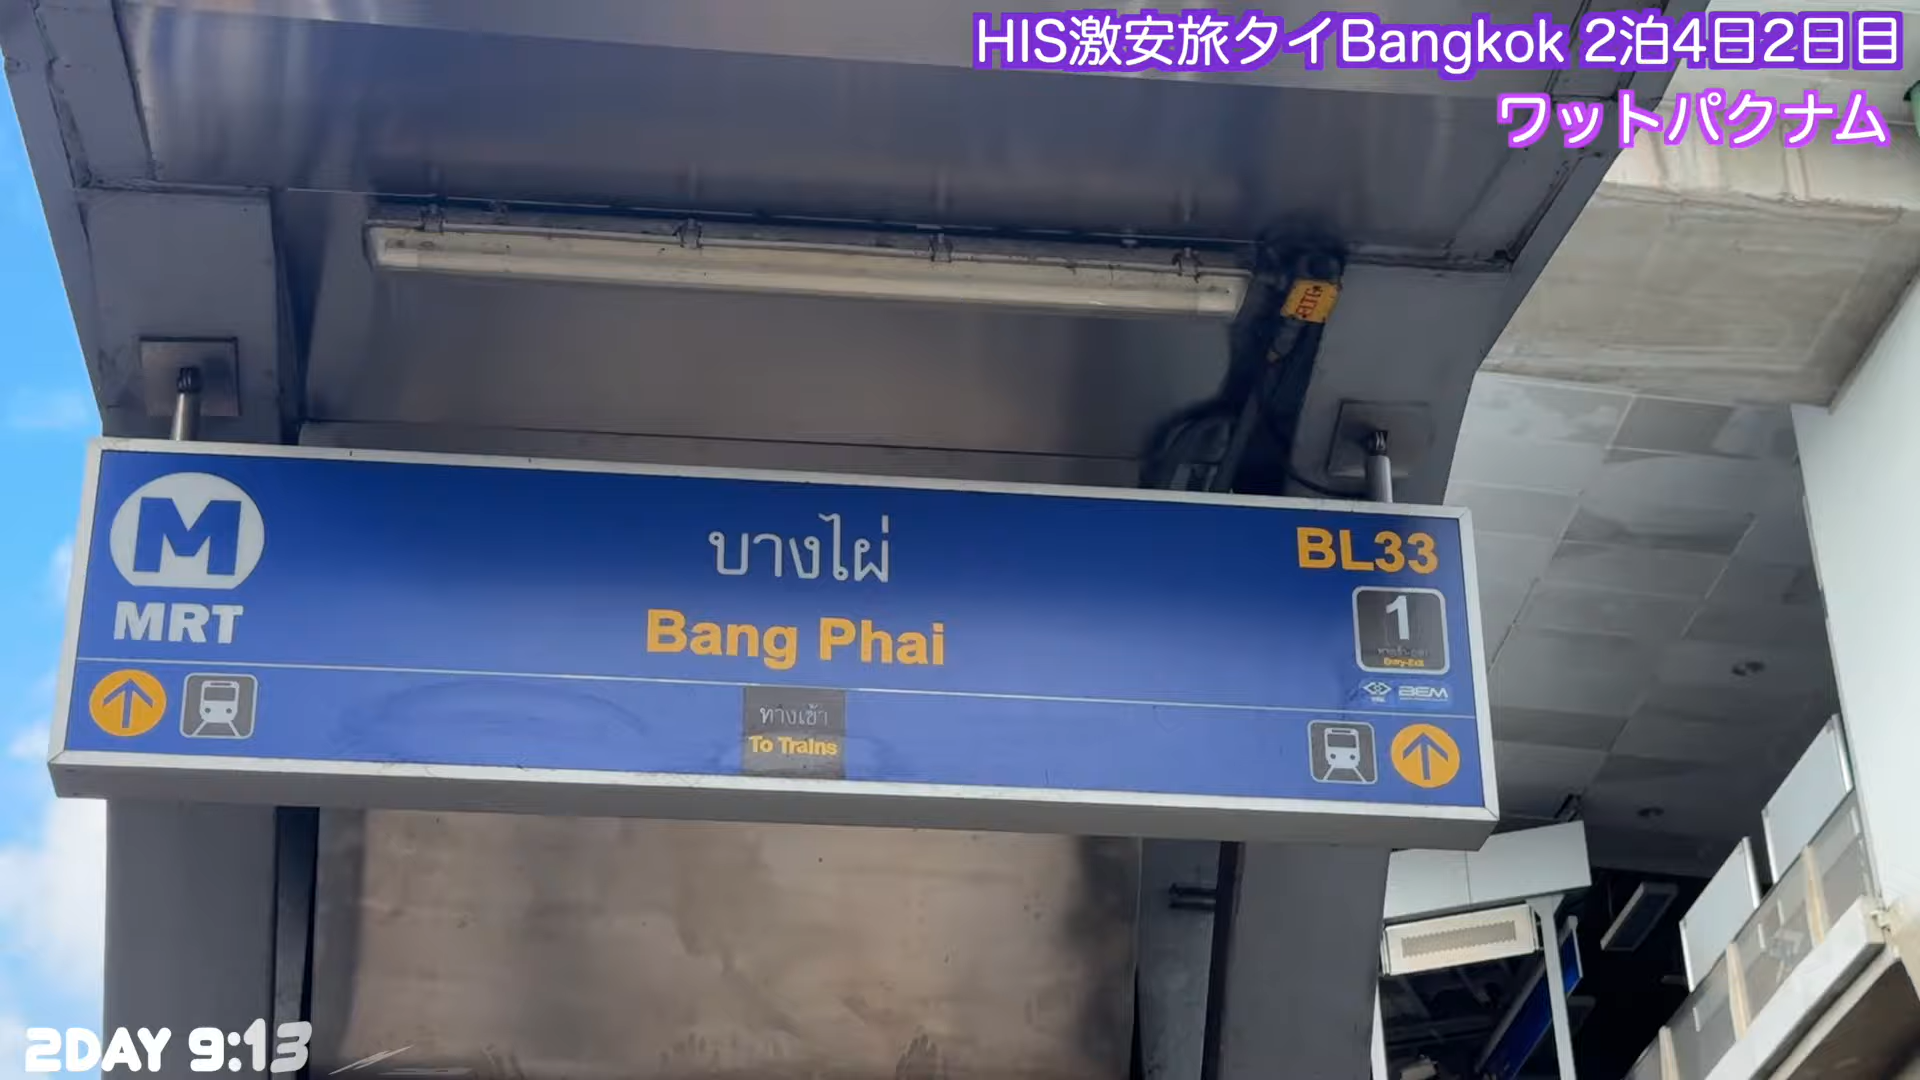 HIS激安旅タイBangkok 2泊4日2日目
ワットパクナム
M
MRT
บางไผ่
Bang Phai
BL33
1
Entry-Exit
BEM
ทางเข้า
To Trains
2DAY 9:13